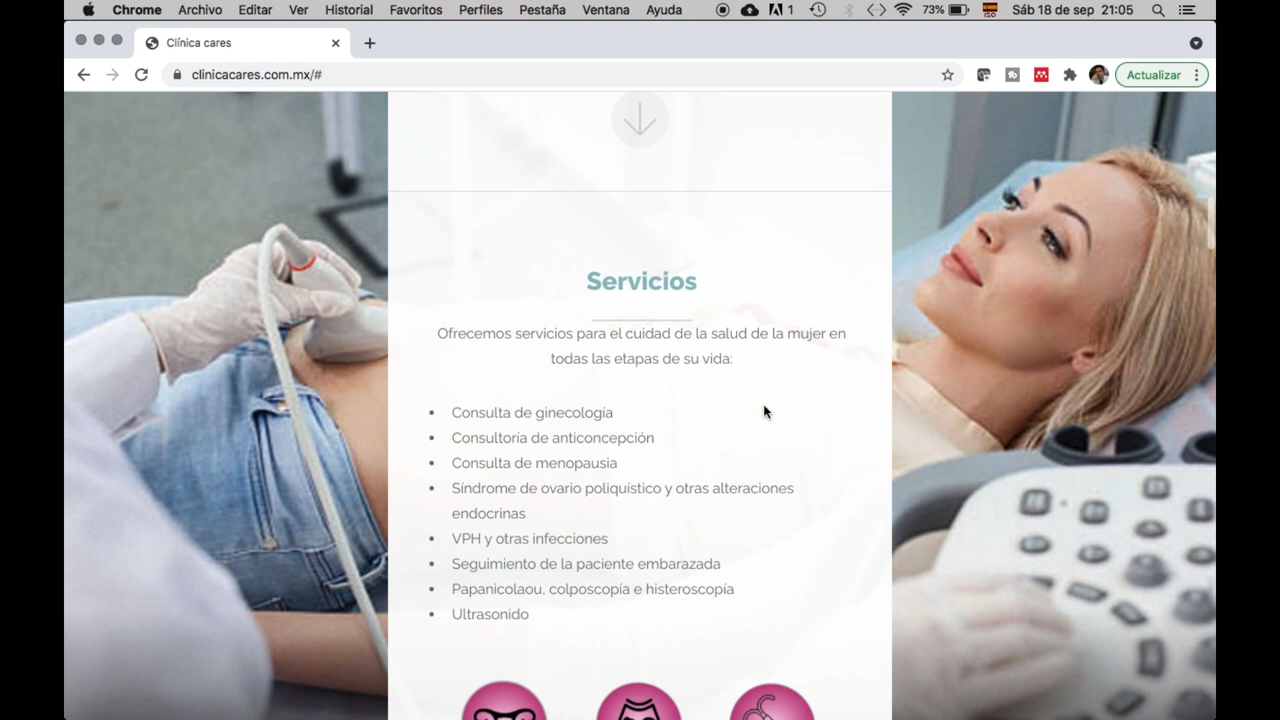 Chrome Archivo Editar Ver Historial Favoritos Perfiles Pestaña Ventana Ayuda 1 73% ISO Sáb 18 de sep 21:05
Clínica cares
clinicacares.com.mx/# Actualizar
Servicios
Ofrecemos servicios para el cuidad de la salud de la mujer en
todas las etapas de su vida:
• Consulta de ginecología
• Consultoría de anticoncepción
• Consulta de menopausia
• Síndrome de ovario poliquístico y otras alteraciones
endocrinas
• VPH y otras infecciones
• Seguimiento de la paciente embarazada
• Papanicolaou, colposcopía e histeroscopía
• Ultrasonido